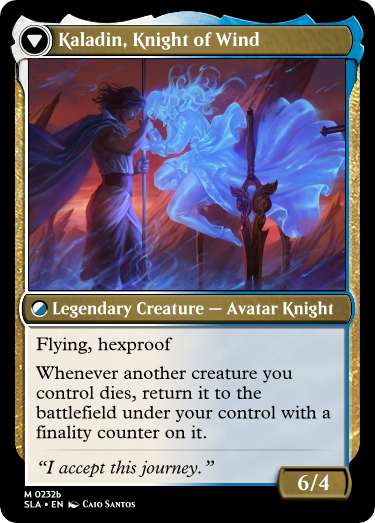 Kaladin, Knight of Wind
Legendary Creature — Avatar Knight
Flying, hexproof
Whenever another creature you
control dies, return it to the
battlefield under your control with a
finality counter on it.
“I accept this journey.”
6/4
M 0232b
SLA • EN Caio Santos